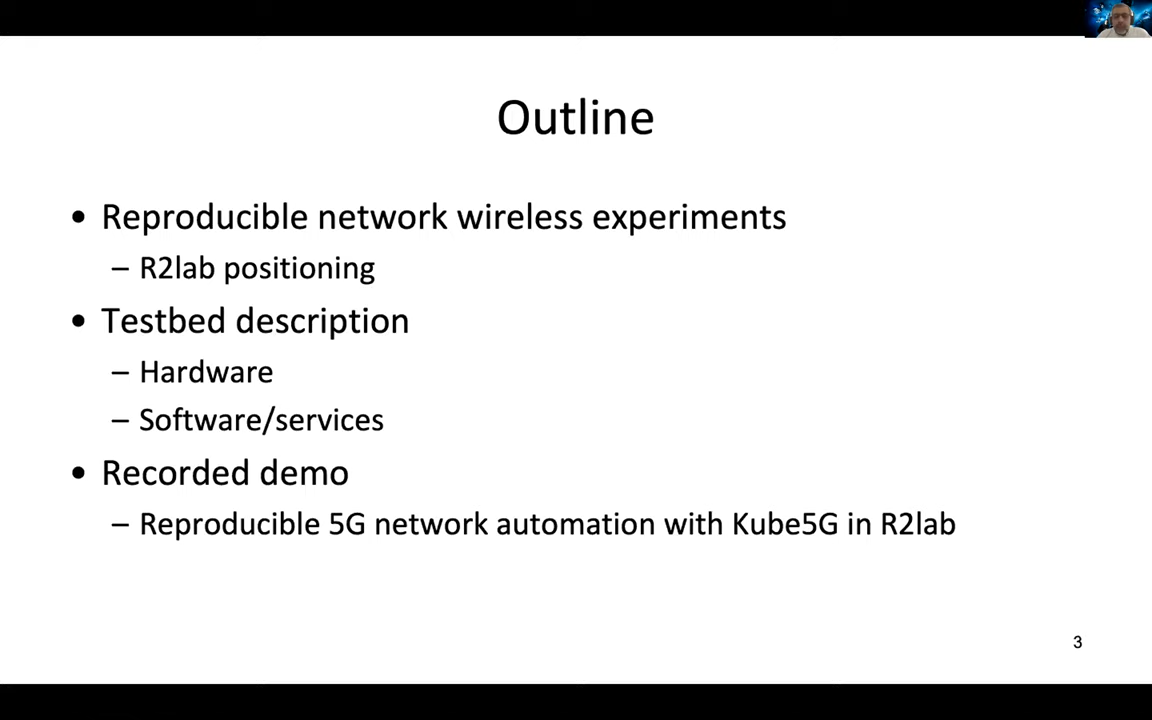 Outline
• Reproducible network wireless experiments
– R2lab positioning
• Testbed description
– Hardware
– Software/services
• Recorded demo
– Reproducible 5G network automation with Kube5G in R2lab
3